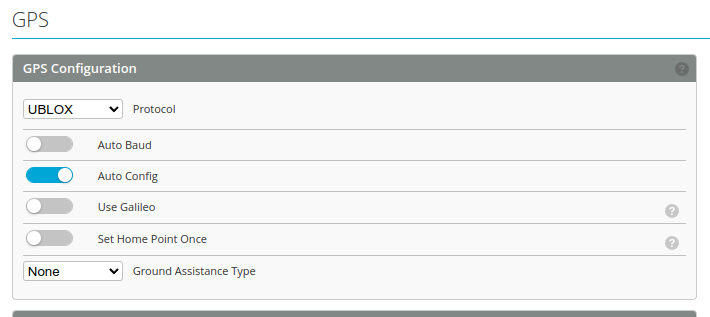 GPS
GPS Configuration
?
UBLOX Protocol
Auto Baud
Auto Config
Use Galileo ?
Set Home Point Once ?
None Ground Assistance Type